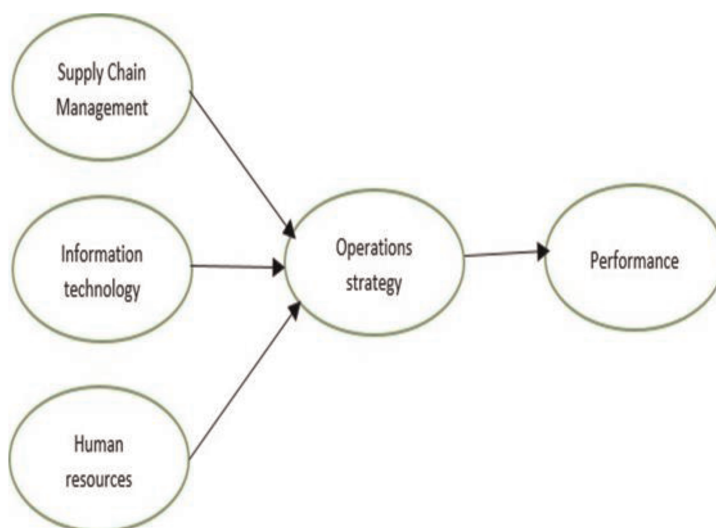 Supply Chain
Management
Information
technology
Operations
strategy
Performance
Human
resources